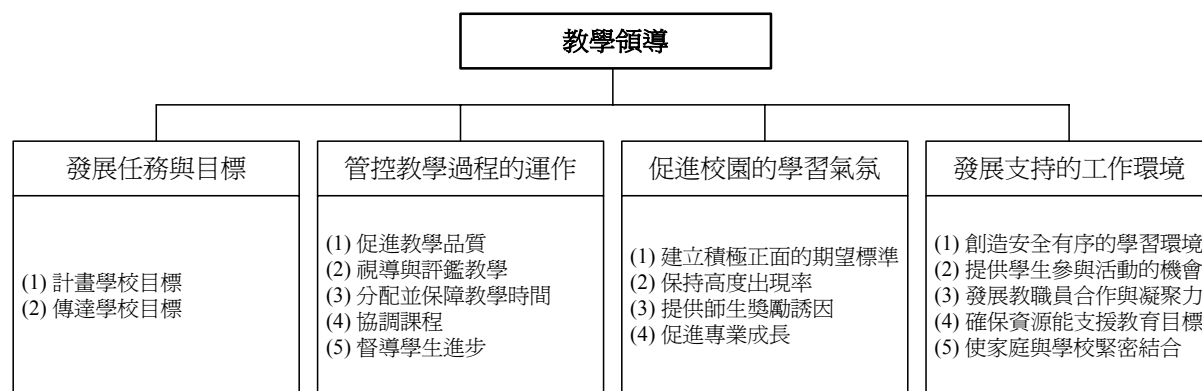 教學領導
發展任務與目標
(1) 計畫學校目標
(2) 傳達學校目標
管控教學過程的運作
(1) 促進教學品質
(2) 視導與評鑑教學
(3) 分配並保障教學時間
(4) 協調課程
(5) 督導學生進步
促進校園的學習氣氛
(1) 建立積極正面的期望標準
(2) 保持高度出現率
(3) 提供師生獎勵誘因
(4) 促進專業成長
發展支持的工作環境
(1) 創造安全有序的學習環境
(2) 提供學生參與活動的機會
(3) 發展教職員合作與凝聚力
(4) 確保資源能支援教育目標
(5) 使家庭與學校緊密結合